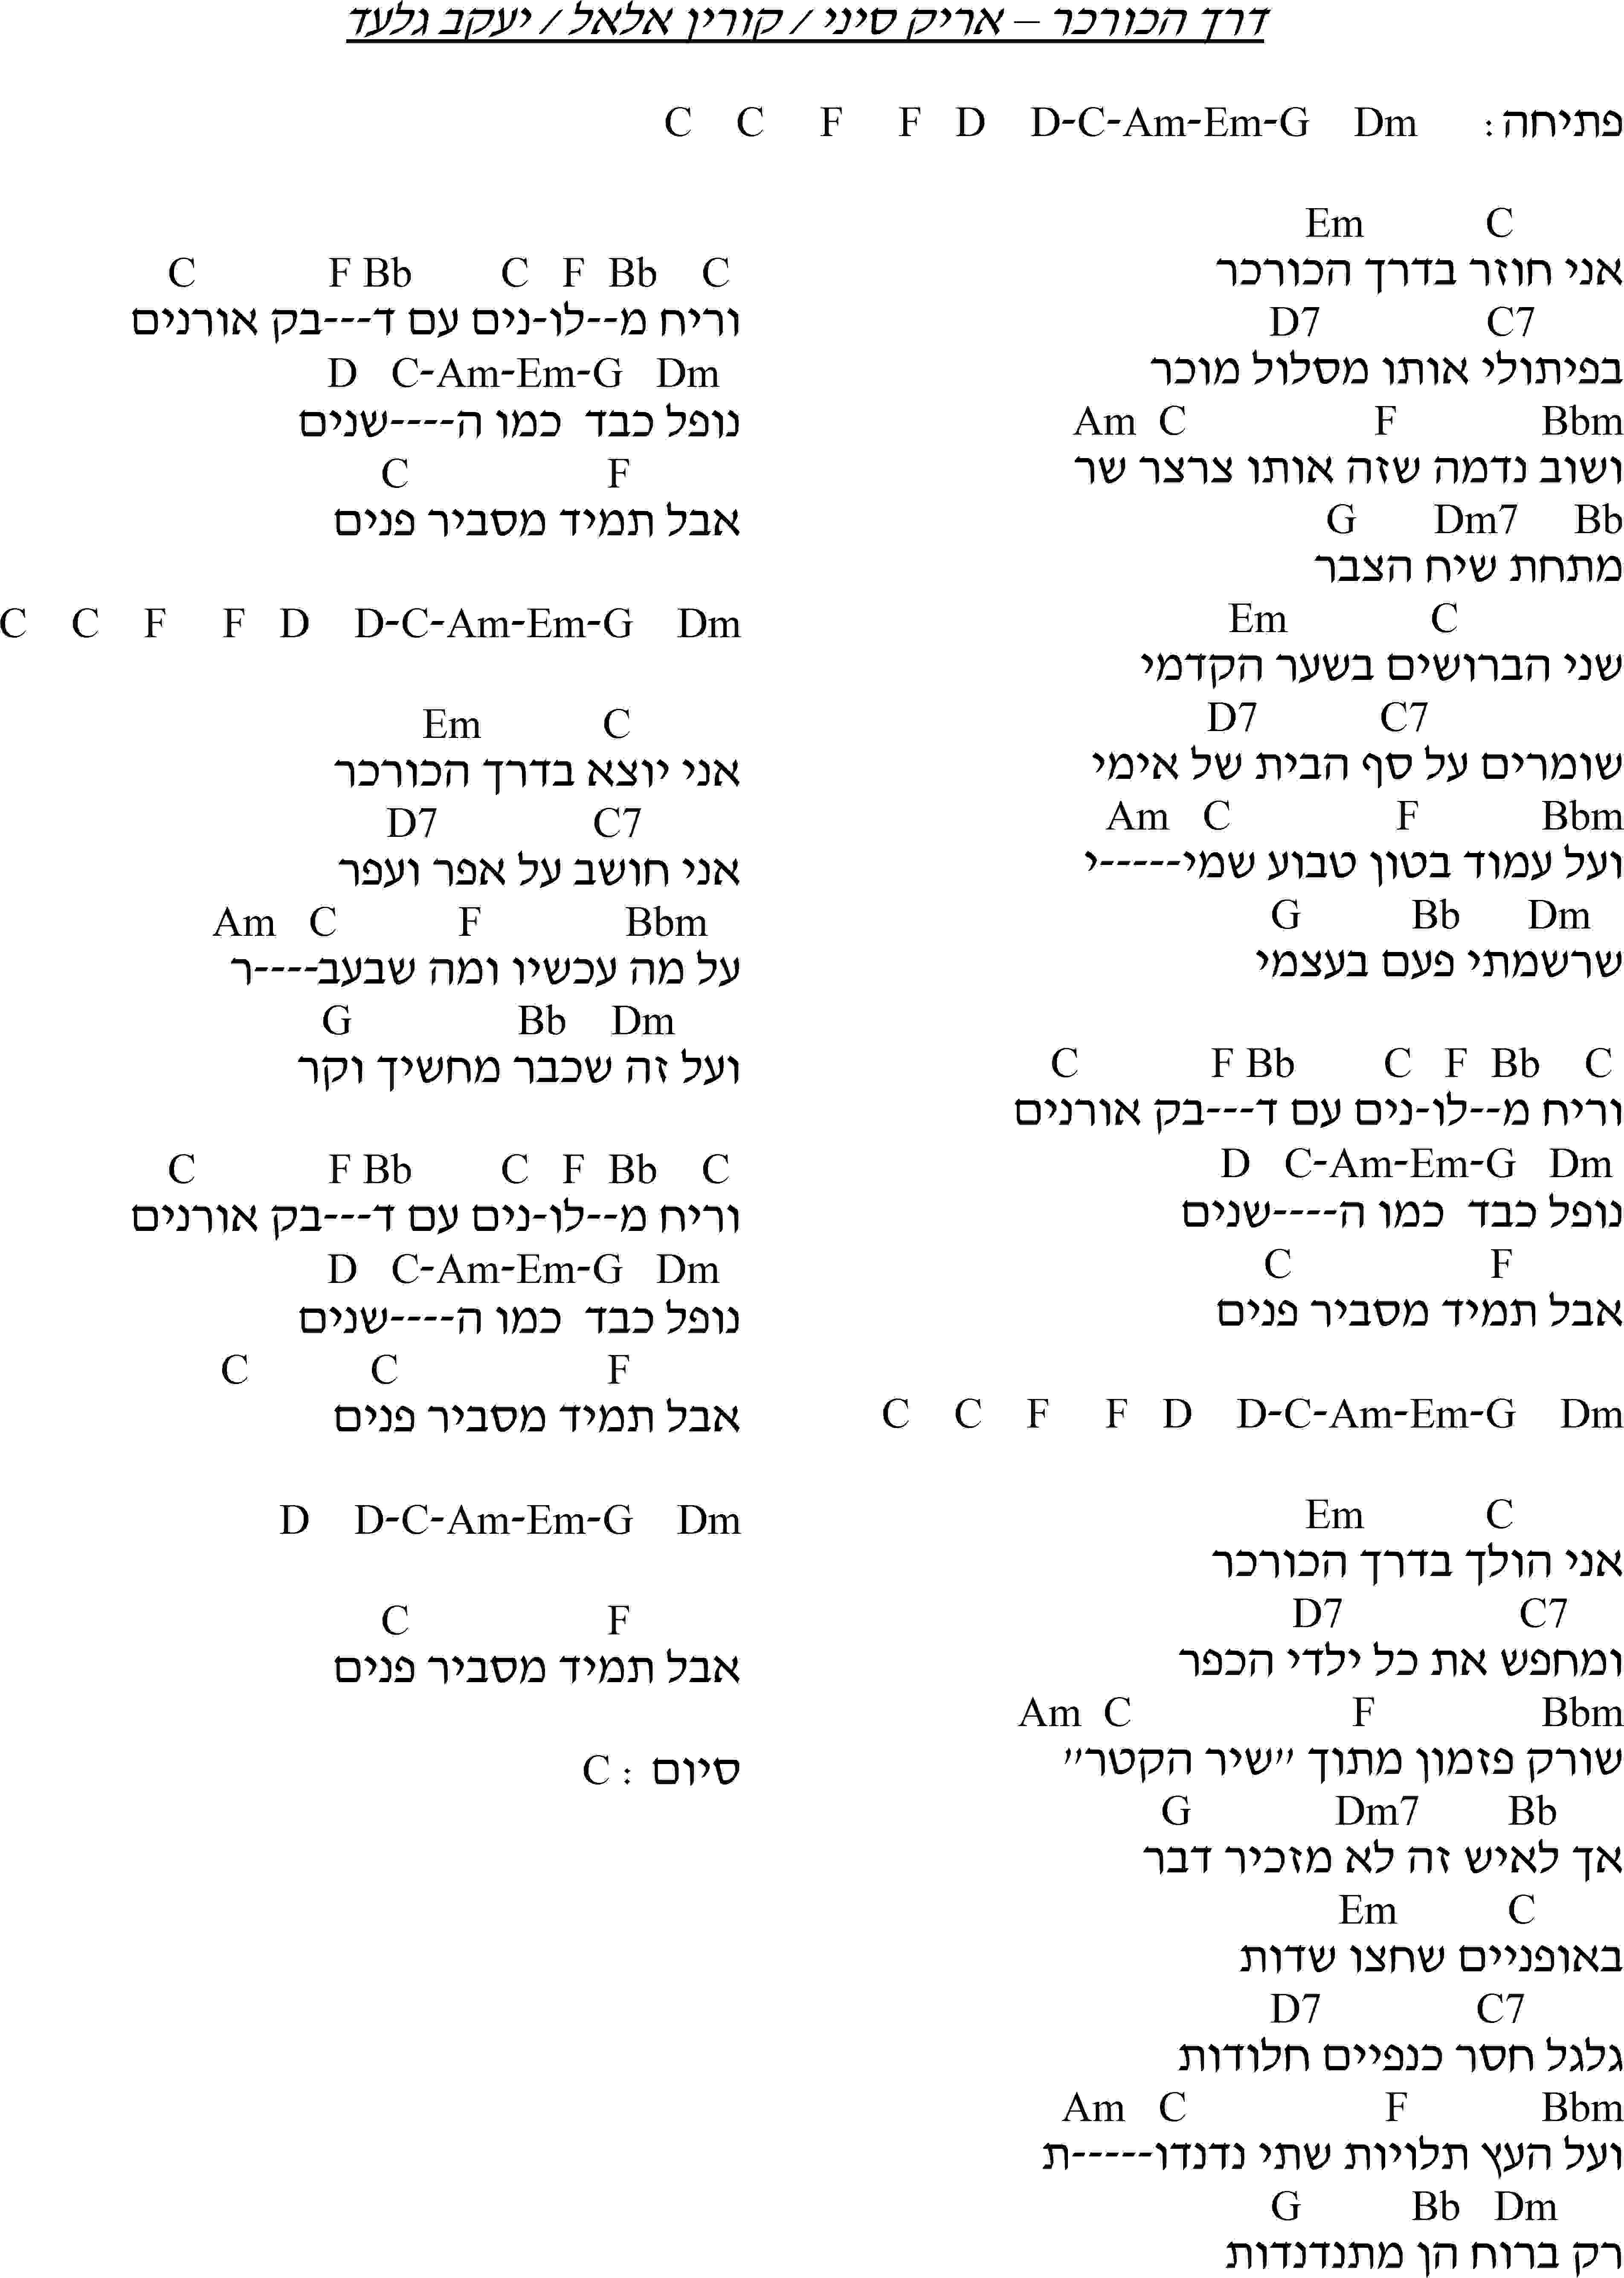 דרך הכורכר – אריק סיני / קורין אלאל / יעקב גלעד
פתיחה: C C F F D D-C-Am-Em-G Dm
Em C
אני חוזר בדרך הכורכר
D7 C7
בפיתולי אותו מסלול מוכר
Am C F Bbm
ושוב נדמה שזה אותו צרצר שר
G Dm7 Bb
מתחת שיח הצבר
Em C
שני הברושים בשער הקדמי
D7 C7
שומרים על סף הבית של אימי
Am C F Bbm
ועל עמוד בטון טבוע שמי-----י
G Bb Dm
שרשמתי פעם בעצמי
C F Bb C F Bb C
וריח מ--לו-נים עם ד---בק אורנים
D C-Am-Em-G Dm
נופל כבד כמו ה----שנים
C F
אבל תמיד מסביר פנים
C C F F D D-C-Am-Em-G Dm
Em C
אני הולך בדרך הכורכר
D7 C7
ומחפש את כל ילדי הכפר
Am C F Bbm
שורק פזמון מתוך "שיר הקטר"
G Dm7 Bb
אך לאיש זה לא מזכיר דבר
Em C
באופניים שחצו שדות
D7 C7
גלגל חסר כנפיים חלודות
Am C F Bbm
ועל העץ תלויות שתי נדנדו-----ת
G Bb Dm
רק ברוח הן מתנדנדות
C F Bb C F Bb C
וריח מ--לו-נים עם ד---בק אורנים
D C-Am-Em-G Dm
נופל כבד כמו ה----שנים
C F
אבל תמיד מסביר פנים
C C F F D D-C-Am-Em-G Dm
Em C
אני יוצא בדרך הכורכר
D7 C7
אני חושב על אפר ועפר
Am C F Bbm
על מה עכשיו ומה שבעב----ר
G Bb Dm
ועל זה שכבר מחשיך וקר
C F Bb C F Bb C
וריח מ--לו-נים עם ד---בק אורנים
D C-Am-Em-G Dm
נופל כבד כמו ה----שנים
C C F
אבל תמיד מסביר פנים
D D-C-Am-Em-G Dm
C F
אבל תמיד מסביר פנים
סיום : C